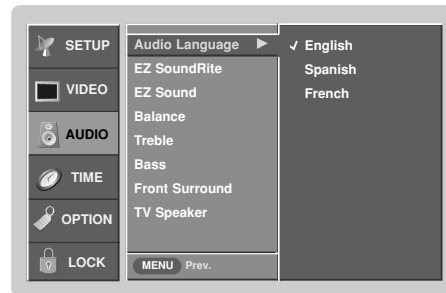 SETUP
VIDEO
AUDIO
TIME
OPTION
LOCK
Audio Language
EZ SoundRite
EZ Sound
Balance
Treble
Bass
Front Surround
TV Speaker
MENU Prev.
English
Spanish
French